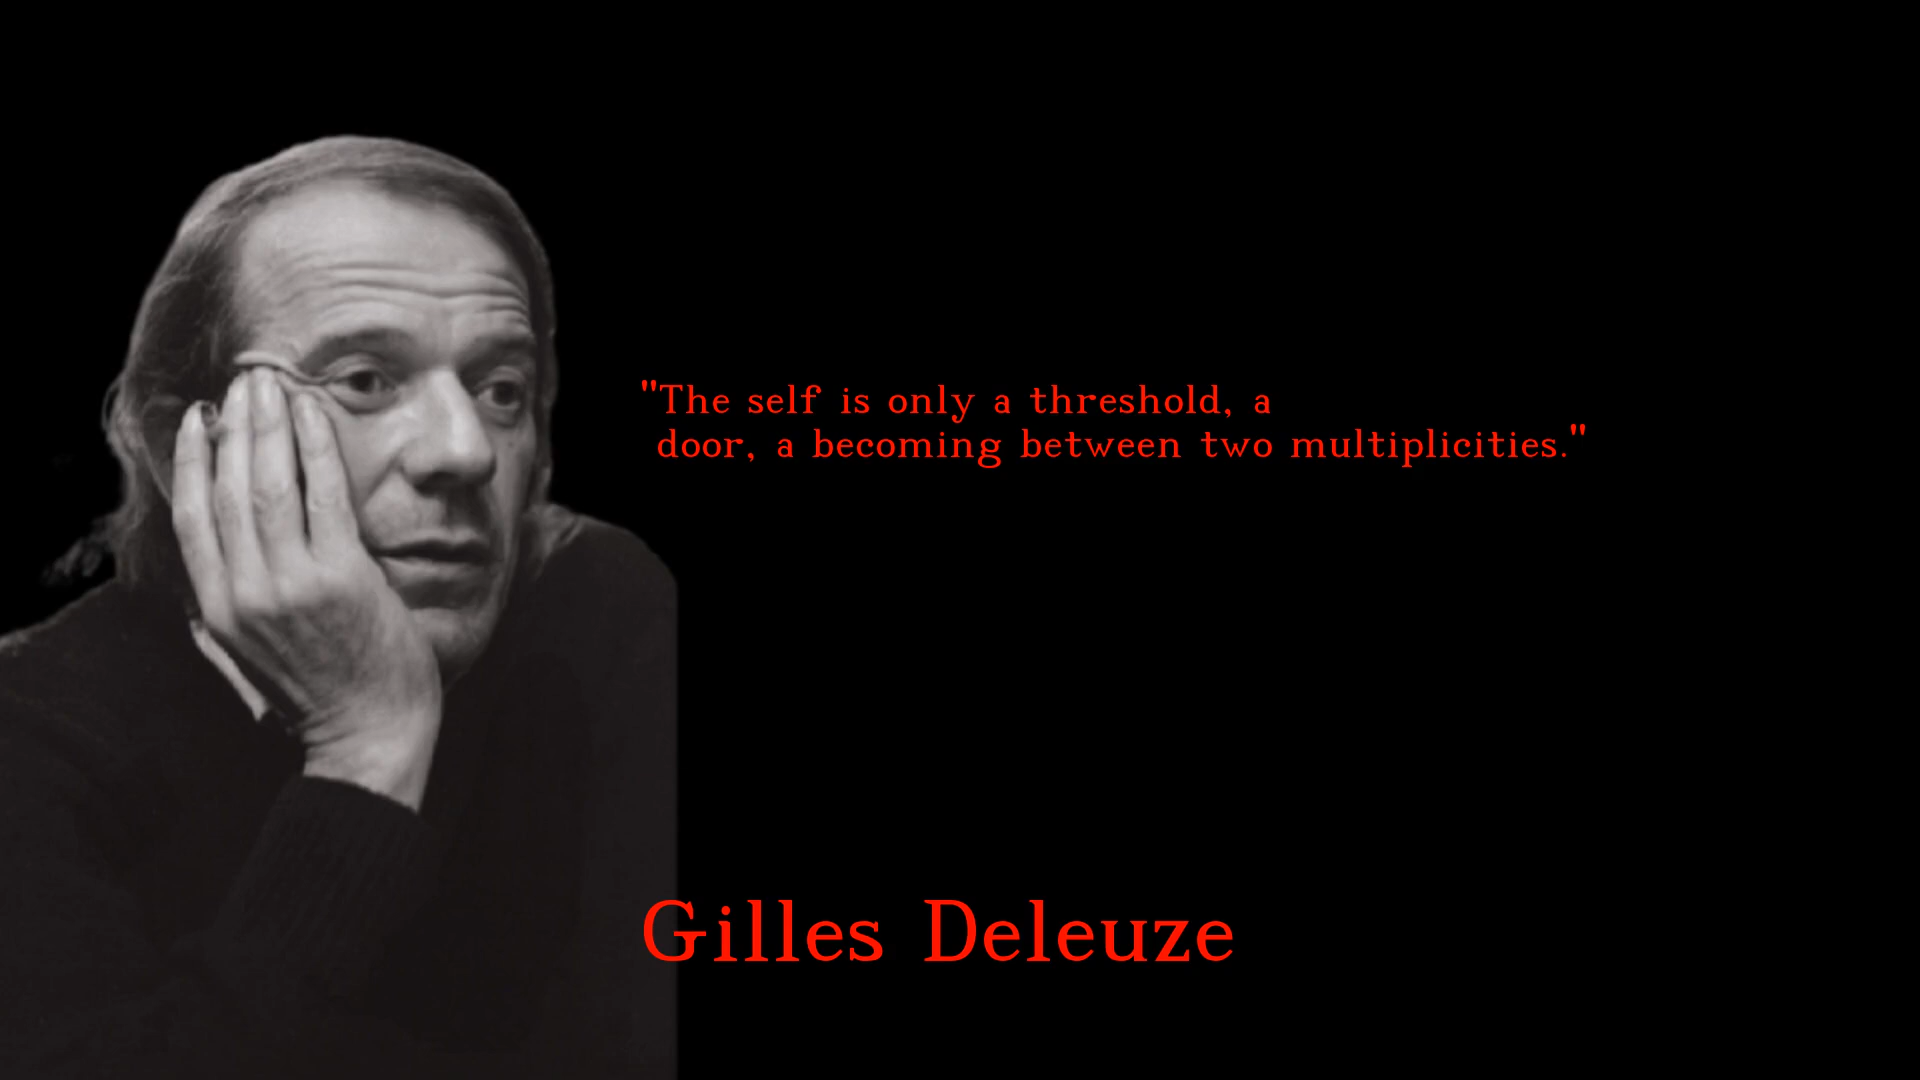 "The self is only a threshold, a
door, a becoming between two multiplicities."
Gilles Deleuze